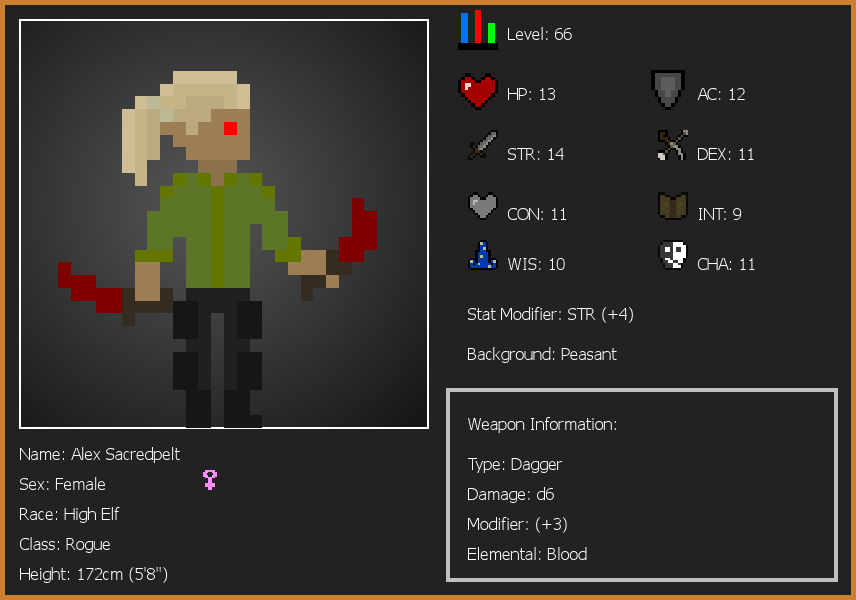 Level: 66
HP: 13
AC: 12
STR: 14
DEX: 11
CON: 11
INT: 9
WIS: 10
CHA: 11
Stat Modifier: STR (+4)
Background: Peasant
Weapon Information:
Type: Dagger
Damage: d6
Modifier: (+3)
Elemental: Blood
Name: Alex Sacredpelt
Sex: Female
Race: High Elf
Class: Rogue
Height: 172cm (5'8")